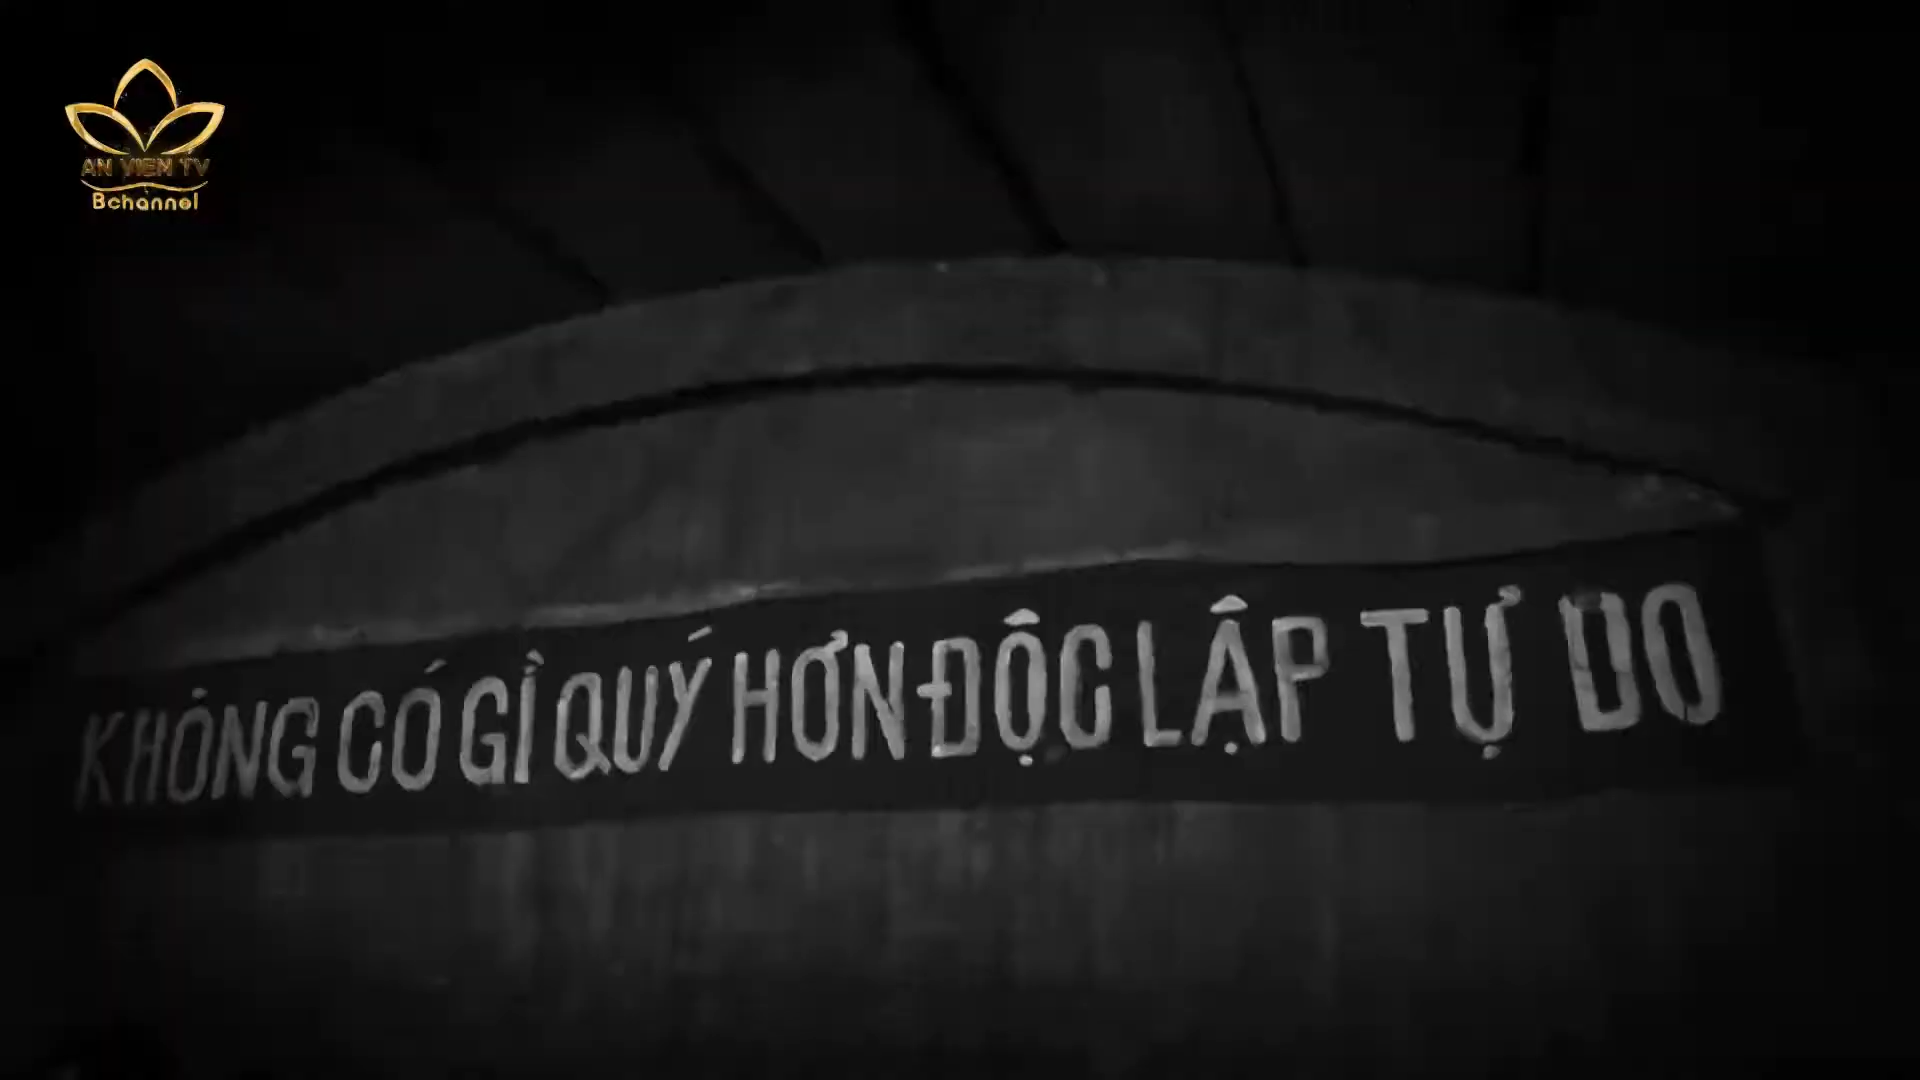 AN VIEN TV
Bchannel
KHÔNG CÓ GÌ QUÝ HƠN ĐỘC LẬP TỰ DO